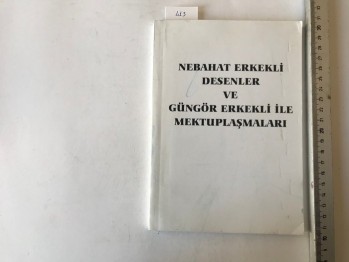 NEBAHAT ERKEKLİ
DESENLER
VE
GÜNGÖR ERKEKLİ İLE
MEKTUPLAŞMALARI